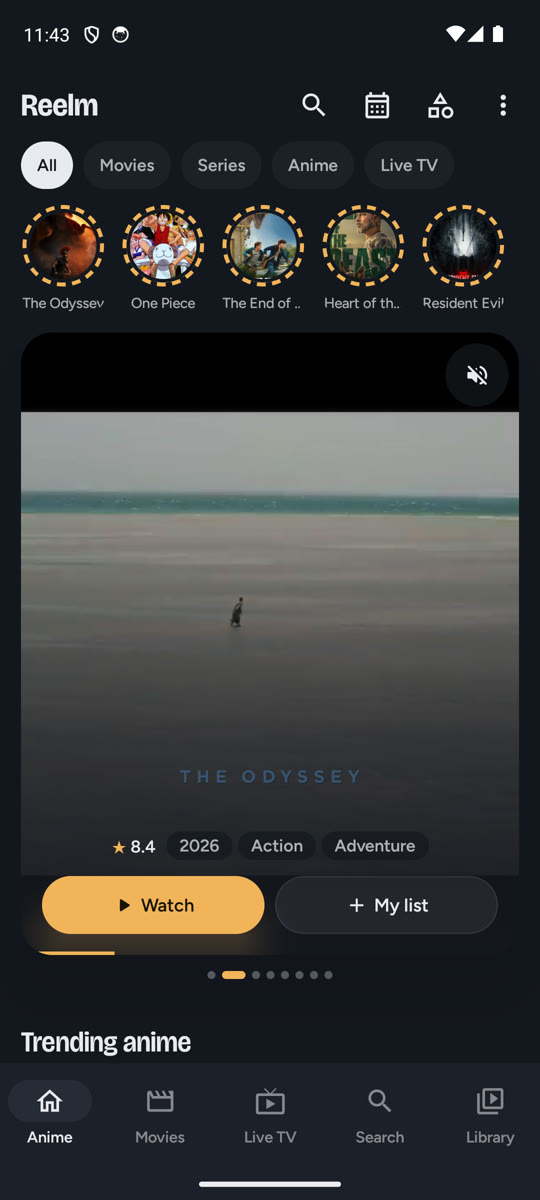 11:43
Reelm
All Movies Series Anime Live TV
The Odyssey One Piece The End of .. Heart of th.. Resident Evil
THE ODYSSEY
8.4 2026 Action Adventure
Watch + My list
Trending anime
Anime Movies Live TV Search Library